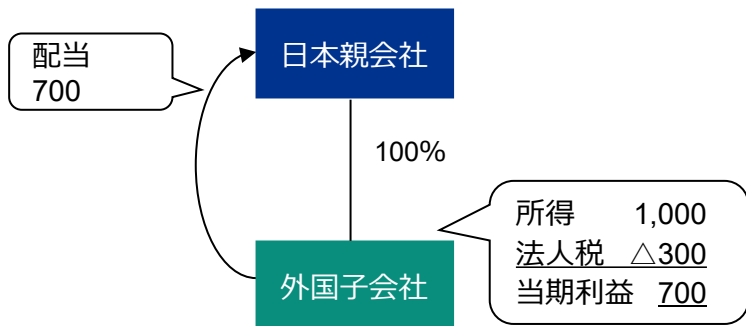 配当
700
日本親会社
100%
所得 1,000
法人税 △300
当期利益 700
外国子会社